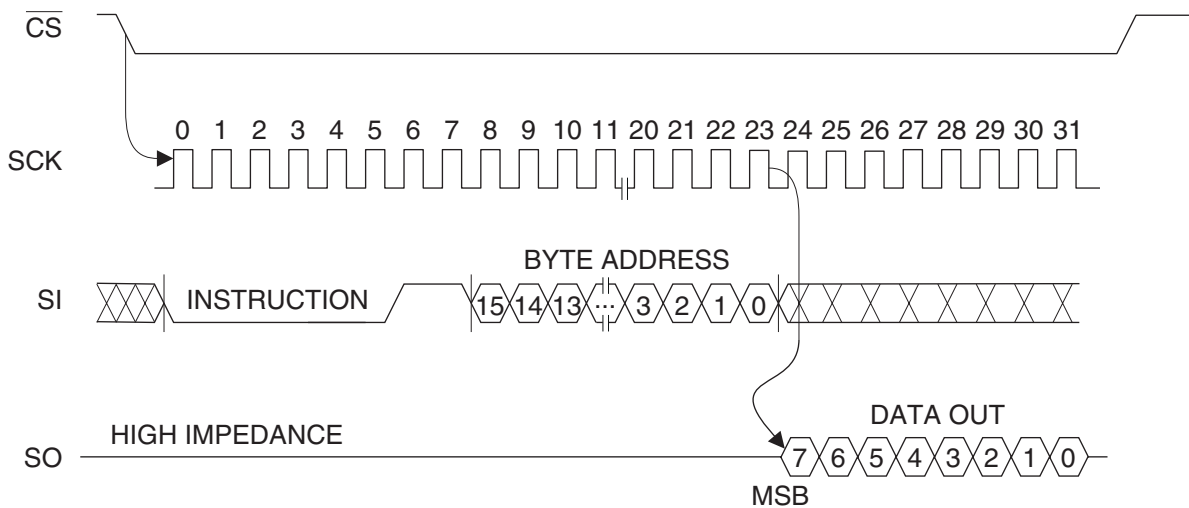 CS
0 1 2 3 4 5 6 7 8 9 10 11 20 21 22 23 24 25 26 27 28 29 30 31
SCK
BYTE ADDRESS
SI INSTRUCTION 15 14 13 ... 3 2 1 0
DATA OUT
HIGH IMPEDANCE
SO 7 6 5 4 3 2 1 0
MSB